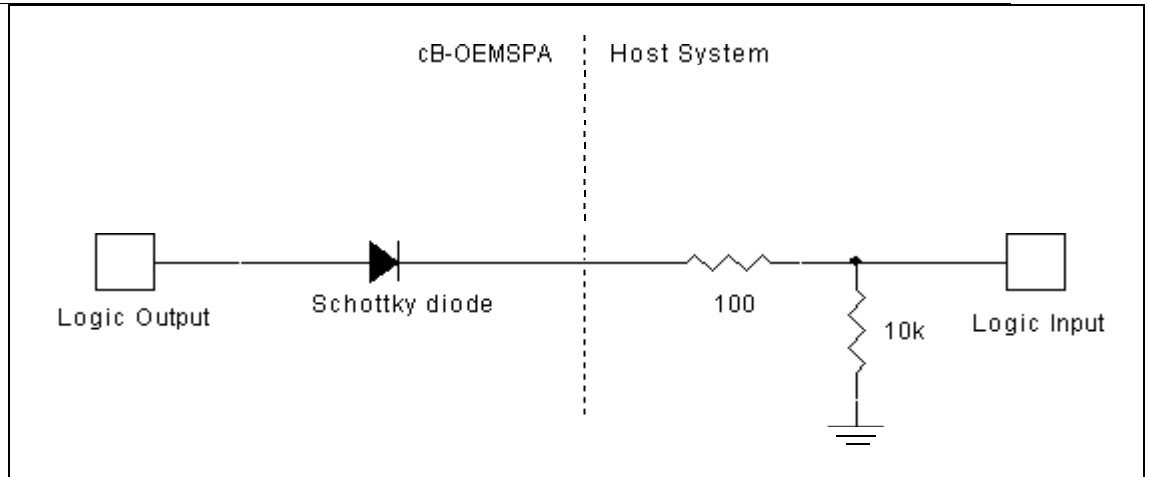 cB-OEMSPA
Host System
Logic Output
Schottky diode
100
10k
Logic Input